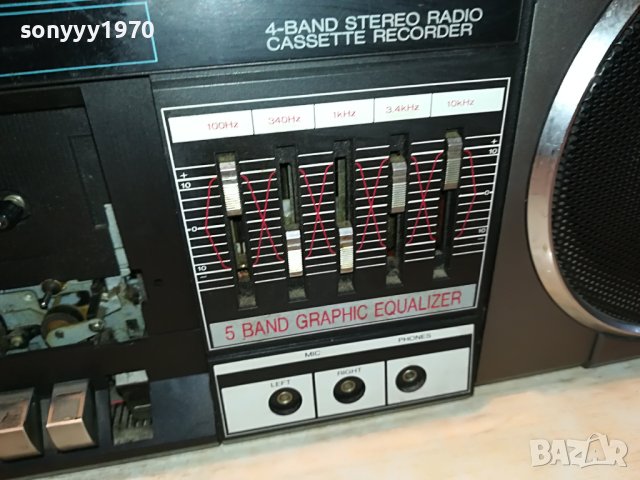 sonyyy1970
4-BAND STEREO RADIO
CASSETTE RECORDER
100Hz 340Hz 1kHz 3.4kHz 10kHz
+ +
10 10
0 0
10 10
- -
5 BAND GRAPHIC EQUALIZER
MIC PHONES
LEFT RIGHT
BAZAR
bg